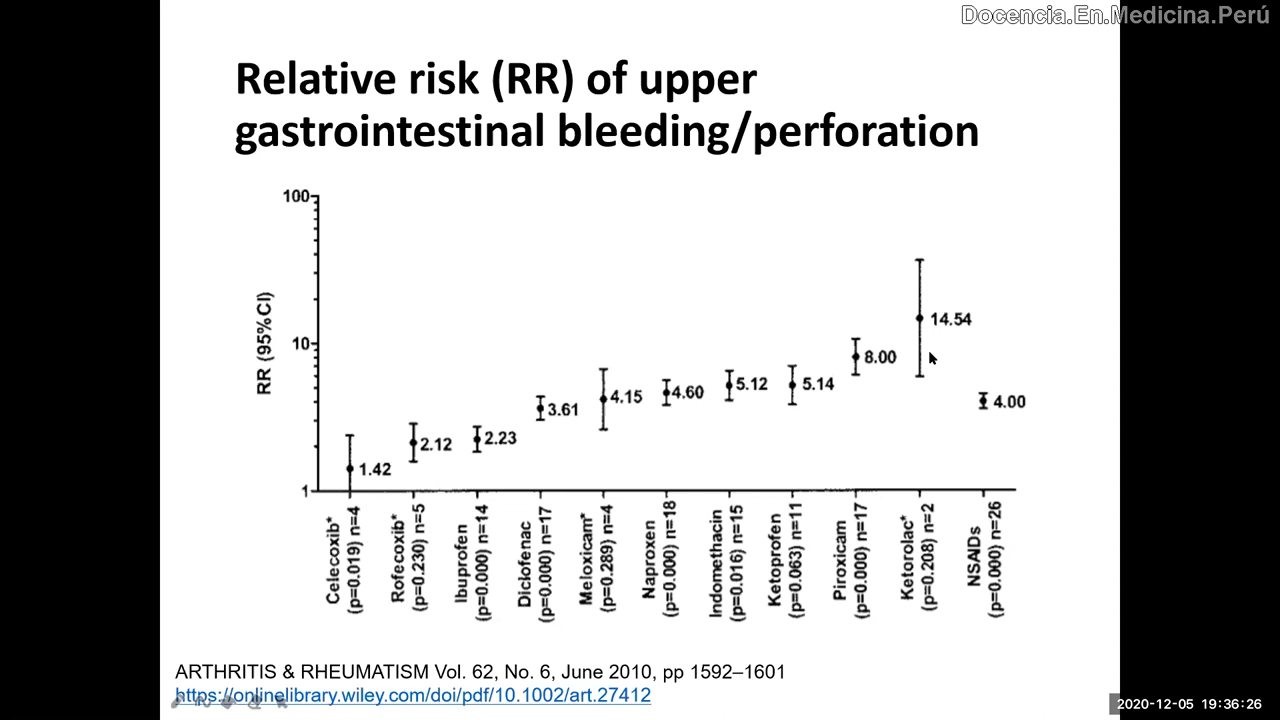 Docencia.En.Medicina.Perú
Relative risk (RR) of upper
gastrointestinal bleeding/perforation
100
10
1
RR (95%CI)
1.42
2.12
2.23
3.61
4.15
4.60
5.12
5.14
8.00
14.54
4.00
Celecoxib*
(p=0.019) n=4
Rofecoxib*
(p=0.230) n=5
Ibuprofen
(p=0.000) n=14
Diclofenac
(p=0.000) n=17
Meloxicam*
(p=0.289) n=4
Naproxen
(p=0.000) n=18
Indomethacin
(p=0.016) n=15
Ketoprofen
(p=0.063) n=11
Piroxicam
(p=0.000) n=17
Ketorolac*
(p=0.208) n=2
NSAIDs
(p=0.000) n=26
ARTHRITIS & RHEUMATISM Vol. 62, No. 6, June 2010, pp 1592–1601
https://onlinelibrary.wiley.com/doi/pdf/10.1002/art.27412
2020-12-05 19:36:26